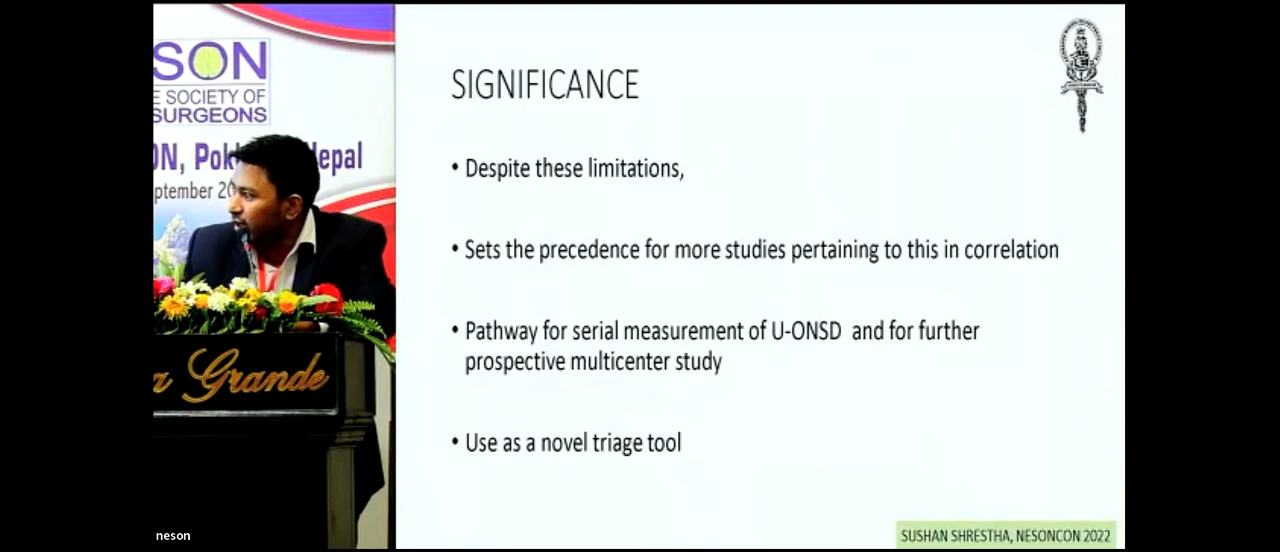 SON
E SOCIETY OF
SURGEONS
ON, Pok
epal
ptember 20
a Grande
neson
SIGNIFICANCE
• Despite these limitations,
• Sets the precedence for more studies pertaining to this in correlation
• Pathway for serial measurement of U-ONSD and for further
prospective multicenter study
• Use as a novel triage tool
SUSHAN SHRESTHA, NESONCON 2022